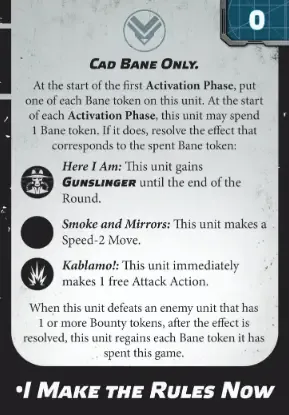 0
CAD BANE ONLY.
At the start of the first Activation Phase, put
one of each Bane token on this unit. At the start
of each Activation Phase, this unit may spend
1 Bane token. If it does, resolve the effect that
corresponds to the spent Bane token:
Here I Am: This unit gains
GUNSLINGER until the end of the
Round.
Smoke and Mirrors: This unit makes a
Speed-2 Move.
Kablamo!: This unit immediately
makes 1 free Attack Action.
When this unit defeats an enemy unit that has
1 or more Bounty tokens, after the effect is
resolved, this unit regains each Bane token it has
spent this game.
•I MAKE THE RULES NOW